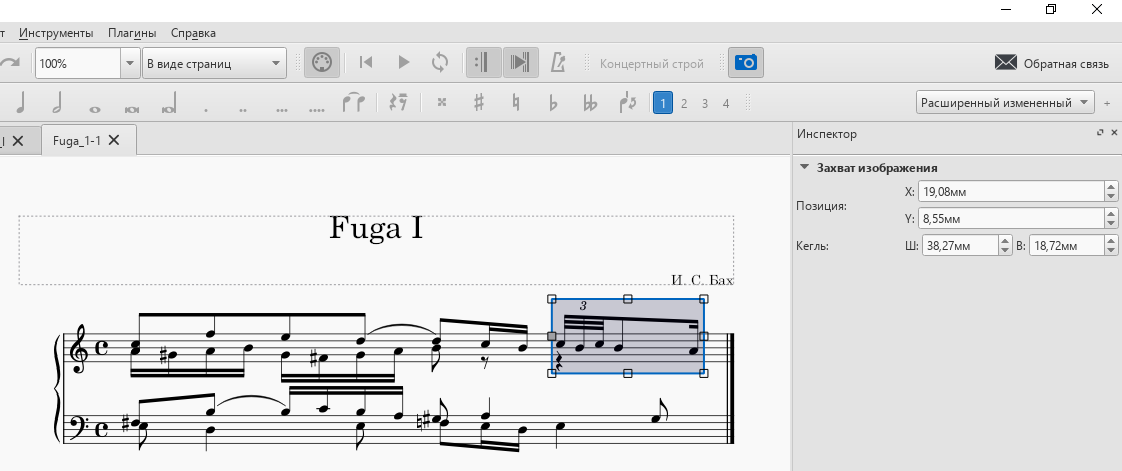 т Инструменты Плагины Справка
100% В виде страниц Концертный строй Обратная связь
1 2 3 4 Расширенный измененный +
Fuga_1-1 Инспектор
Захват изображения
X: 19,08мм
Позиция:
Y: 8,55мм
Кегль: Ш: 38,27мм В: 18,72мм
Fuga I
И. С. Бах
3